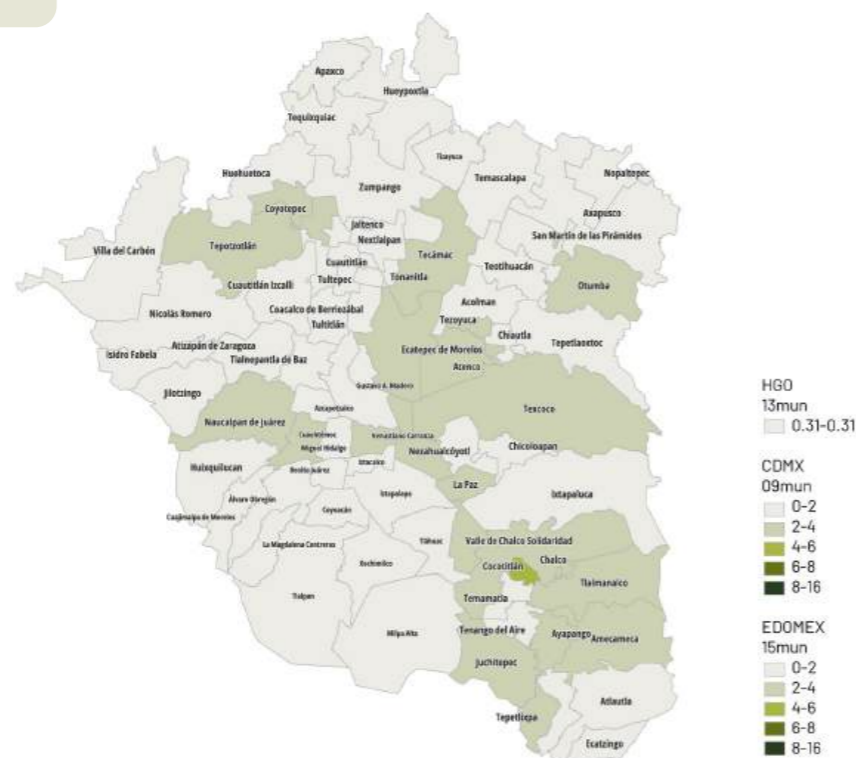 Apaxco
Hueypoxtla
Tequixquiac
Tizayuca
Temascalapa
Nopaltepec
Huehuetoca
Zumpango
Axapusco
Coyotepec
Jaltenco
San Martín de las Pirámides
Nextlalpan
Villa del Carbón
Tepotzotlán
Tecámac
Cuautitlán
Teotihuacán
Tonanitla
Tultepec
Cuautitlán Izcalli
Otumba
Acolman
Coacalco de Berriozábal
Nicolás Romero
Tezoyuca
Tultitlán
Chiautla
Tepetlaoxtoc
Atizapán de Zaragoza
Ecatepec de Morelos
Isidro Fabela
Tlalnepantla de Baz
Atenco
Gustavo A. Madero
Jilotzingo
Azcapotzalco
Texcoco
Naucalpan de Juárez
Cuauhtémoc
Venustiano Carranza
Miguel Hidalgo
Nezahualcóyotl
Chicoloapan
Iztacalco
Huixquilucan
Benito Juárez
La Paz
Iztapalapa
Ixtapaluca
Álvaro Obregón
Coyoacán
Cuajimalpa de Morelos
Tláhuac
Valle de Chalco Solidaridad
La Magdalena Contreras
Chalco
Xochimilco
Cocotitlán
Tlalmanalco
Tlalpan
Temamatla
Tenango del Aire
Milpa Alta
Ayapango
Amecameca
Juchitepec
Atlautla
Tepetlixpa
Ecatzingo
HGO
13mun
0.31-0.31
CDMX
09mun
0-2
2-4
4-6
6-8
8-16
EDOMEX
15mun
0-2
2-4
4-6
6-8
8-16